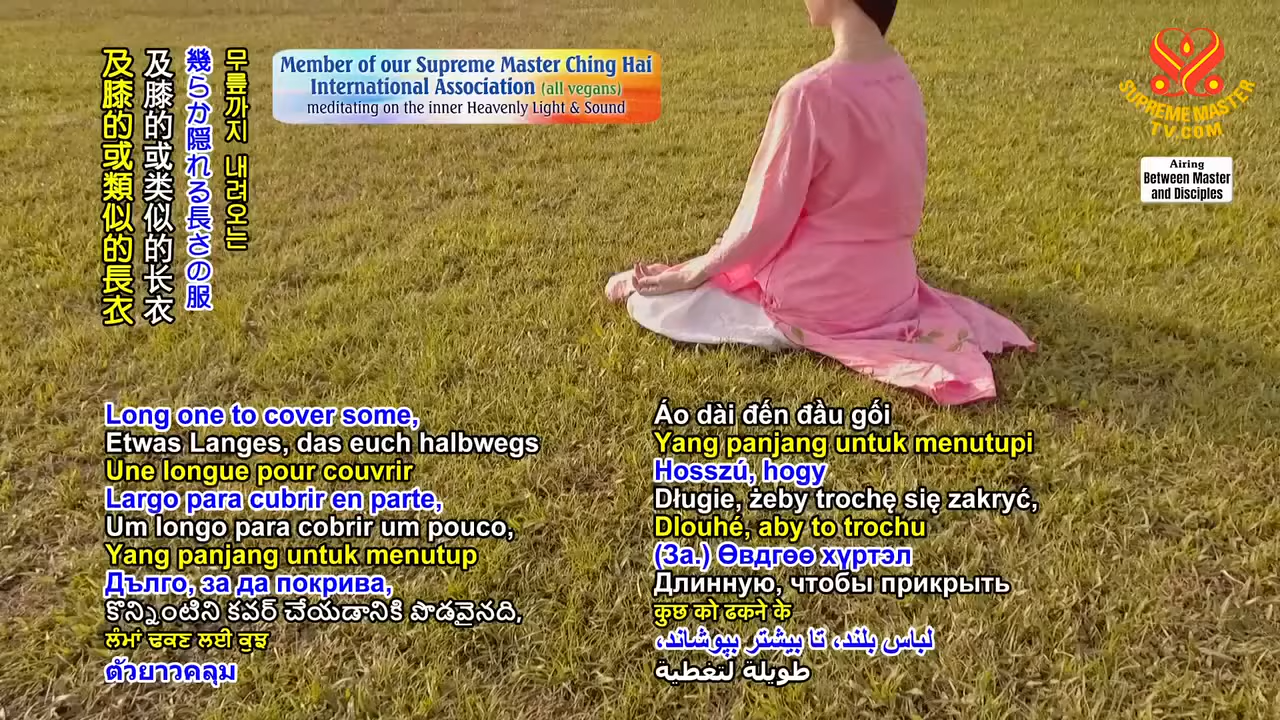 무릎까지 내려오는
幾らか隠れる長さの服
及膝的或类似的长衣
及膝的或類似的長衣
Member of our Supreme Master Ching Hai
International Association (all vegans)
meditating on the inner Heavenly Light & Sound
SUPREME MASTER
TV.COM
Airing
Between Master
and Disciples
Long one to cover some,
Etwas Langes, das euch halbwegs
Une longue pour couvrir
Largo para cubrir en parte,
Um longo para cobrir um pouco,
Yang panjang untuk menutup
Дълго, за да покрива,
కొన్నింటిని కవర్ చేయడానికి పొడవైనది,
ਲੰਮਾਂ ਢਕਣ ਲਈ ਕੁਝ
ตัวยาวคลุม
Áo dài đến đầu gối
Yang panjang untuk menutupi
Hosszú, hogy
Długie, żeby trochę się zakryć,
Dlouhé, aby to trochu
(За.) Өвдгөө хүртэл
Длинную, чтобы прикрыть
कुछ को ढकने के
لباس بلند، تا بیشتر بپوشاند،
طويلة لتغطية